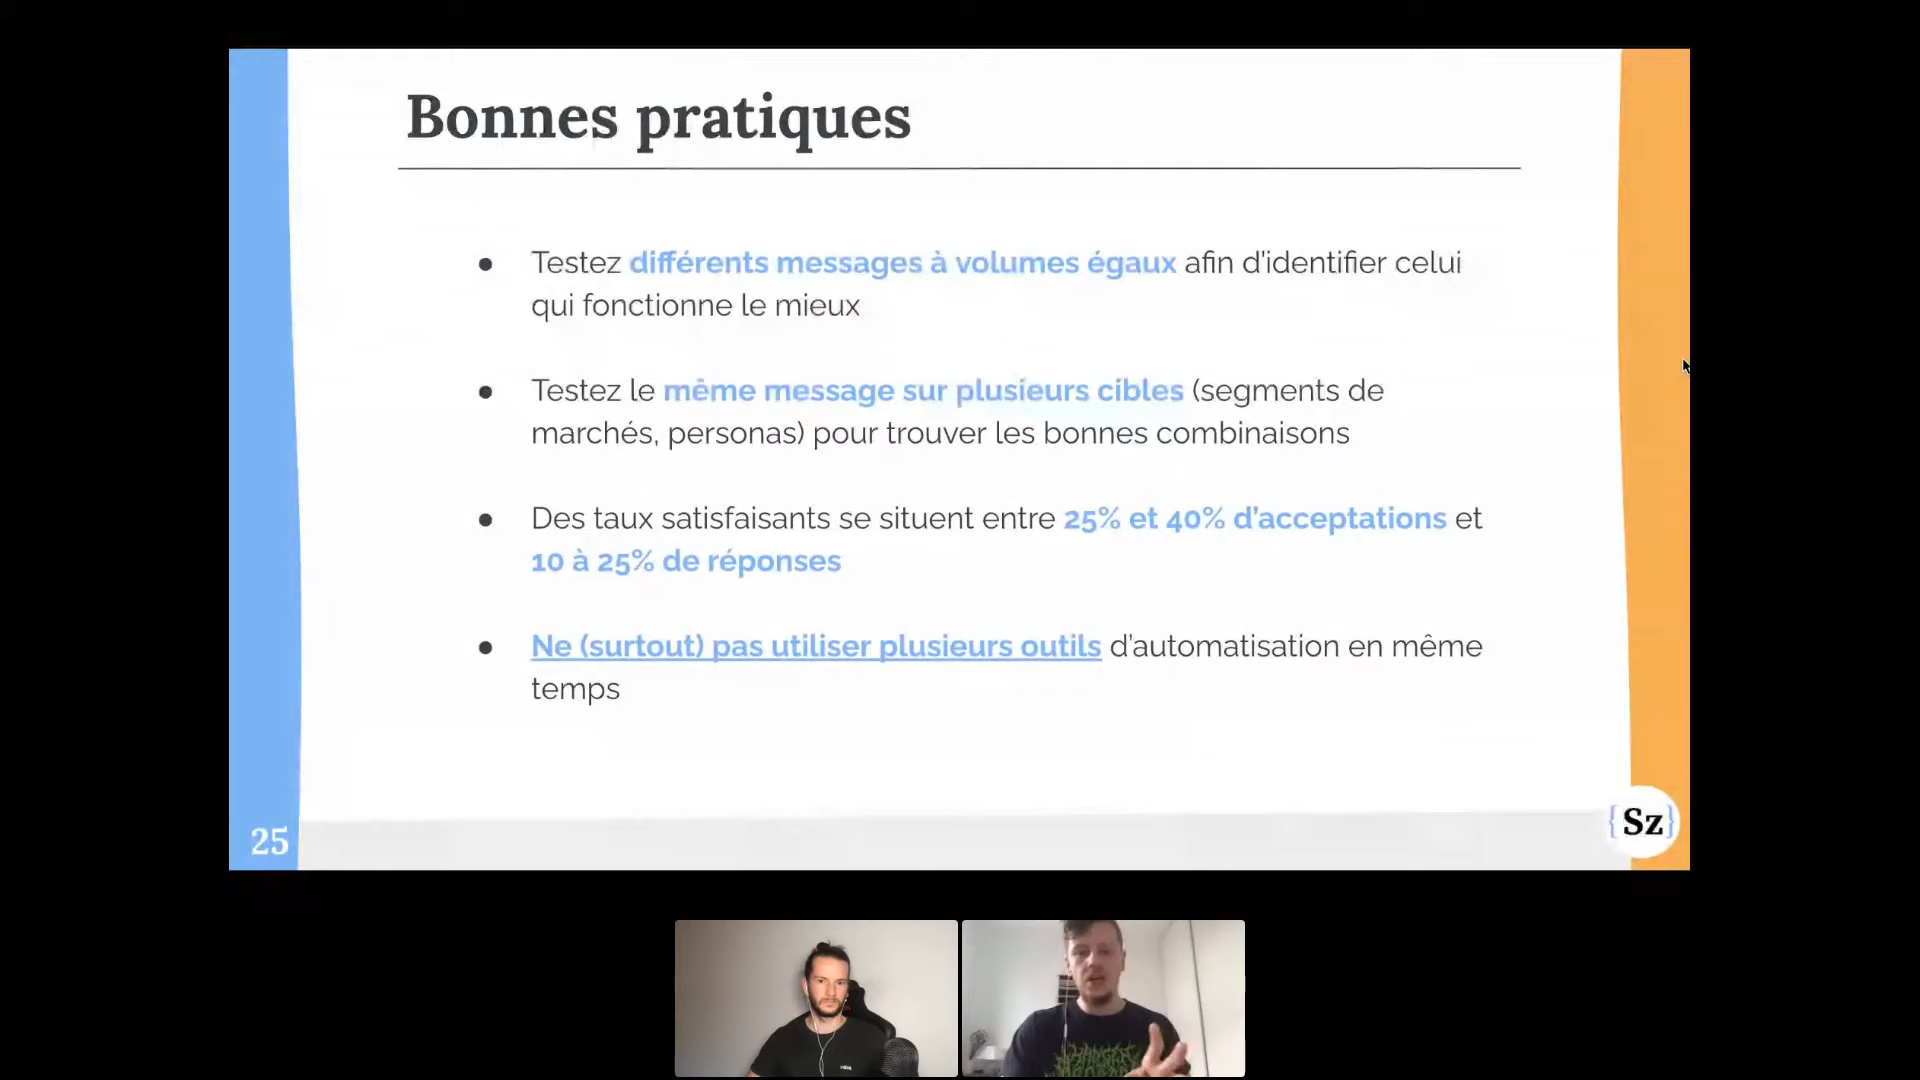 Bonnes pratiques
● Testez différents messages à volumes égaux afin d'identifier celui
qui fonctionne le mieux
● Testez le même message sur plusieurs cibles (segments de
marchés, personas) pour trouver les bonnes combinaisons
● Des taux satisfaisants se situent entre 25% et 40% d'acceptations et
10 à 25% de réponses
● Ne (surtout) pas utiliser plusieurs outils d'automatisation en même
temps
25
{Sz}